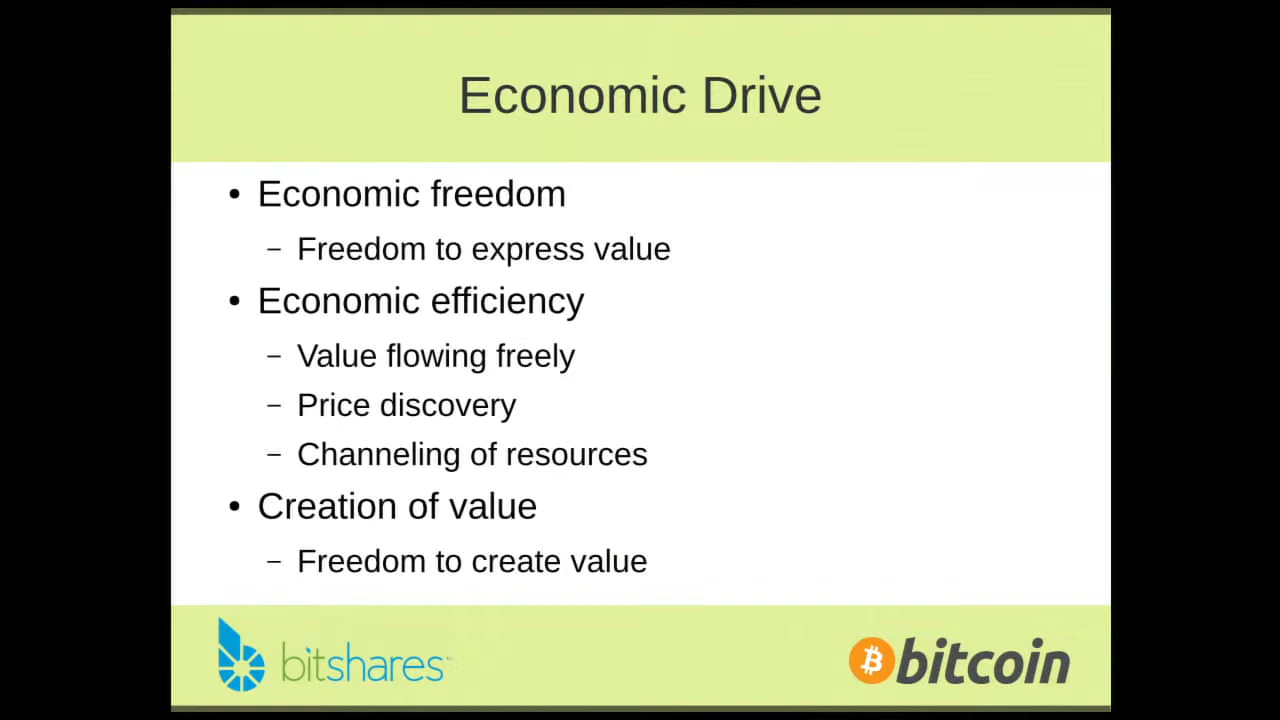 Economic Drive
• Economic freedom
– Freedom to express value
• Economic efficiency
– Value flowing freely
– Price discovery
– Channeling of resources
• Creation of value
– Freedom to create value
bitshares™
bitcoin